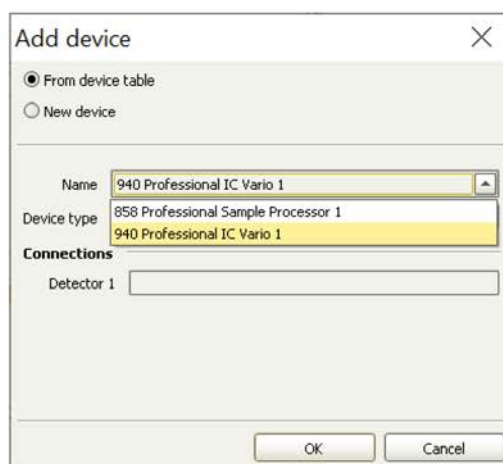 Add device
From device table
New device
Name 940 Professional IC Vario 1
858 Professional Sample Processor 1
Device type
940 Professional IC Vario 1
Connections
Detector 1
OK Cancel